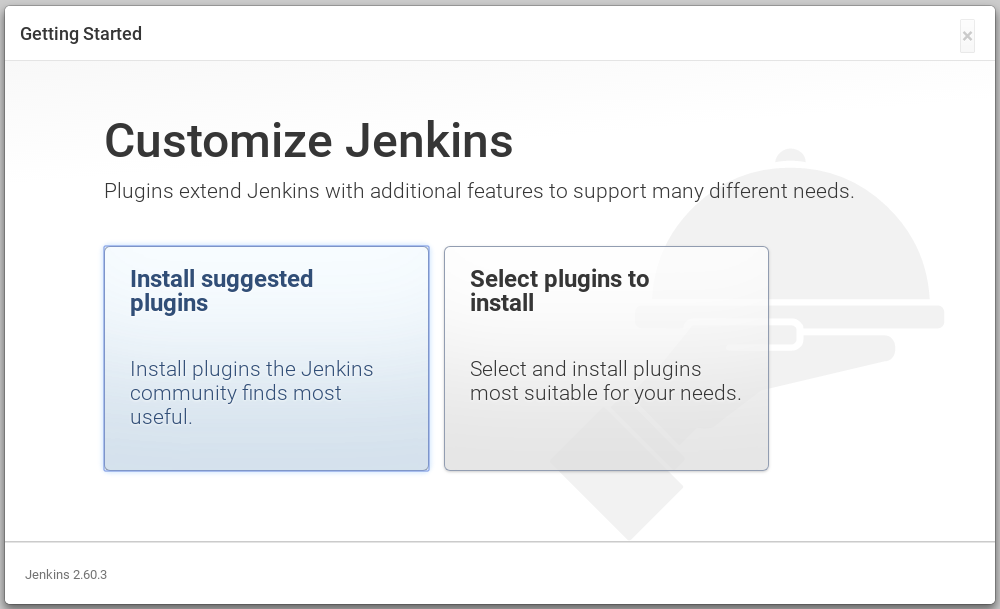 Getting Started
×
Customize Jenkins
Plugins extend Jenkins with additional features to support many different needs.
Install suggested
plugins
Install plugins the Jenkins
community finds most
useful.
Select plugins to
install
Select and install plugins
most suitable for your needs.
Jenkins 2.60.3